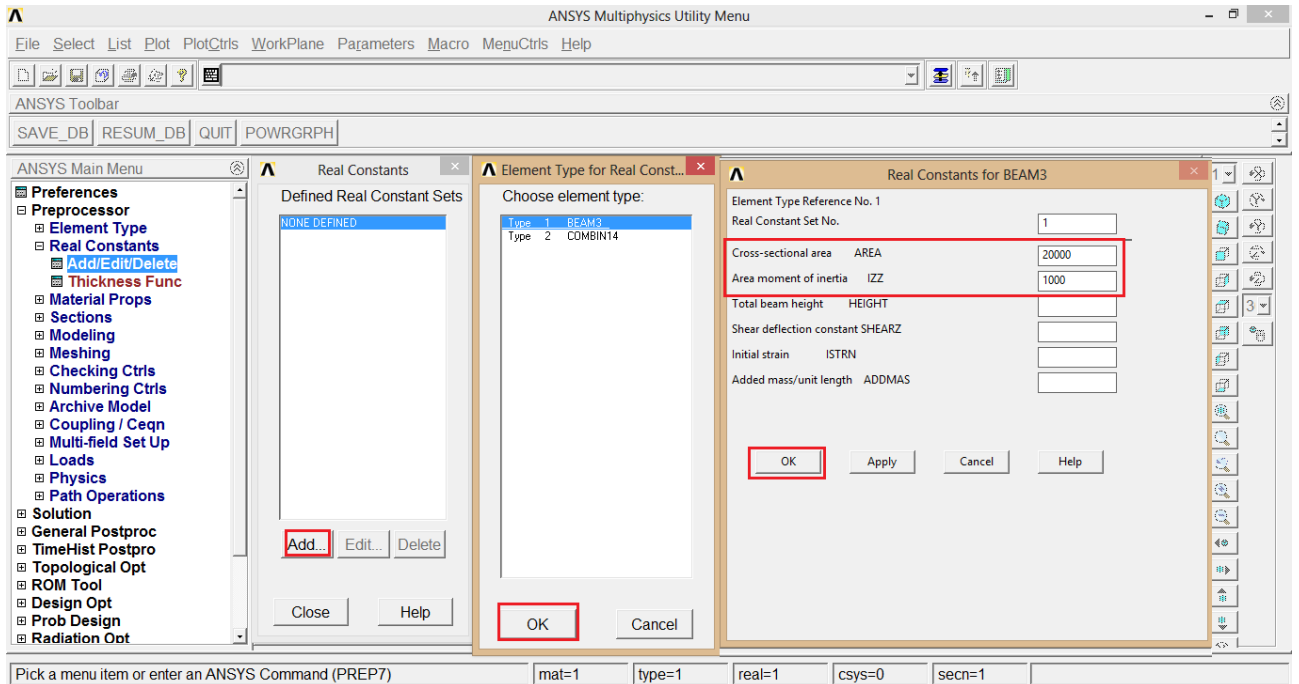 ANSYS Multiphysics Utility Menu
File Select List Plot PlotCtrls WorkPlane Parameters Macro MenuCtrls Help
ANSYS Toolbar
SAVE_DB RESUM_DB QUIT POWRGRPH
ANSYS Main Menu
Preferences
Preprocessor
Element Type
Real Constants
Add/Edit/Delete
Thickness Func
Material Props
Sections
Modeling
Meshing
Checking Ctrls
Numbering Ctrls
Archive Model
Coupling / Ceqn
Multi-field Set Up
Loads
Physics
Path Operations
Solution
General Postproc
TimeHist Postpro
Topological Opt
ROM Tool
Design Opt
Prob Design
Radiation Opt
Real Constants
Defined Real Constant Sets
NONE DEFINED
Add... Edit... Delete
Close Help
Element Type for Real Const...
Choose element type:
Type 1 BEAM3
Type 2 COMBIN14
OK Cancel
Real Constants for BEAM3
Element Type Reference No. 1
Real Constant Set No. 1
Cross-sectional area AREA 20000
Area moment of inertia IZZ 1000
Total beam height HEIGHT
Shear deflection constant SHEARZ
Initial strain ISTRN
Added mass/unit length ADDMAS
OK Apply Cancel Help
1
3
Pick a menu item or enter an ANSYS Command (PREP7) mat=1 type=1 real=1 csys=0 secn=1